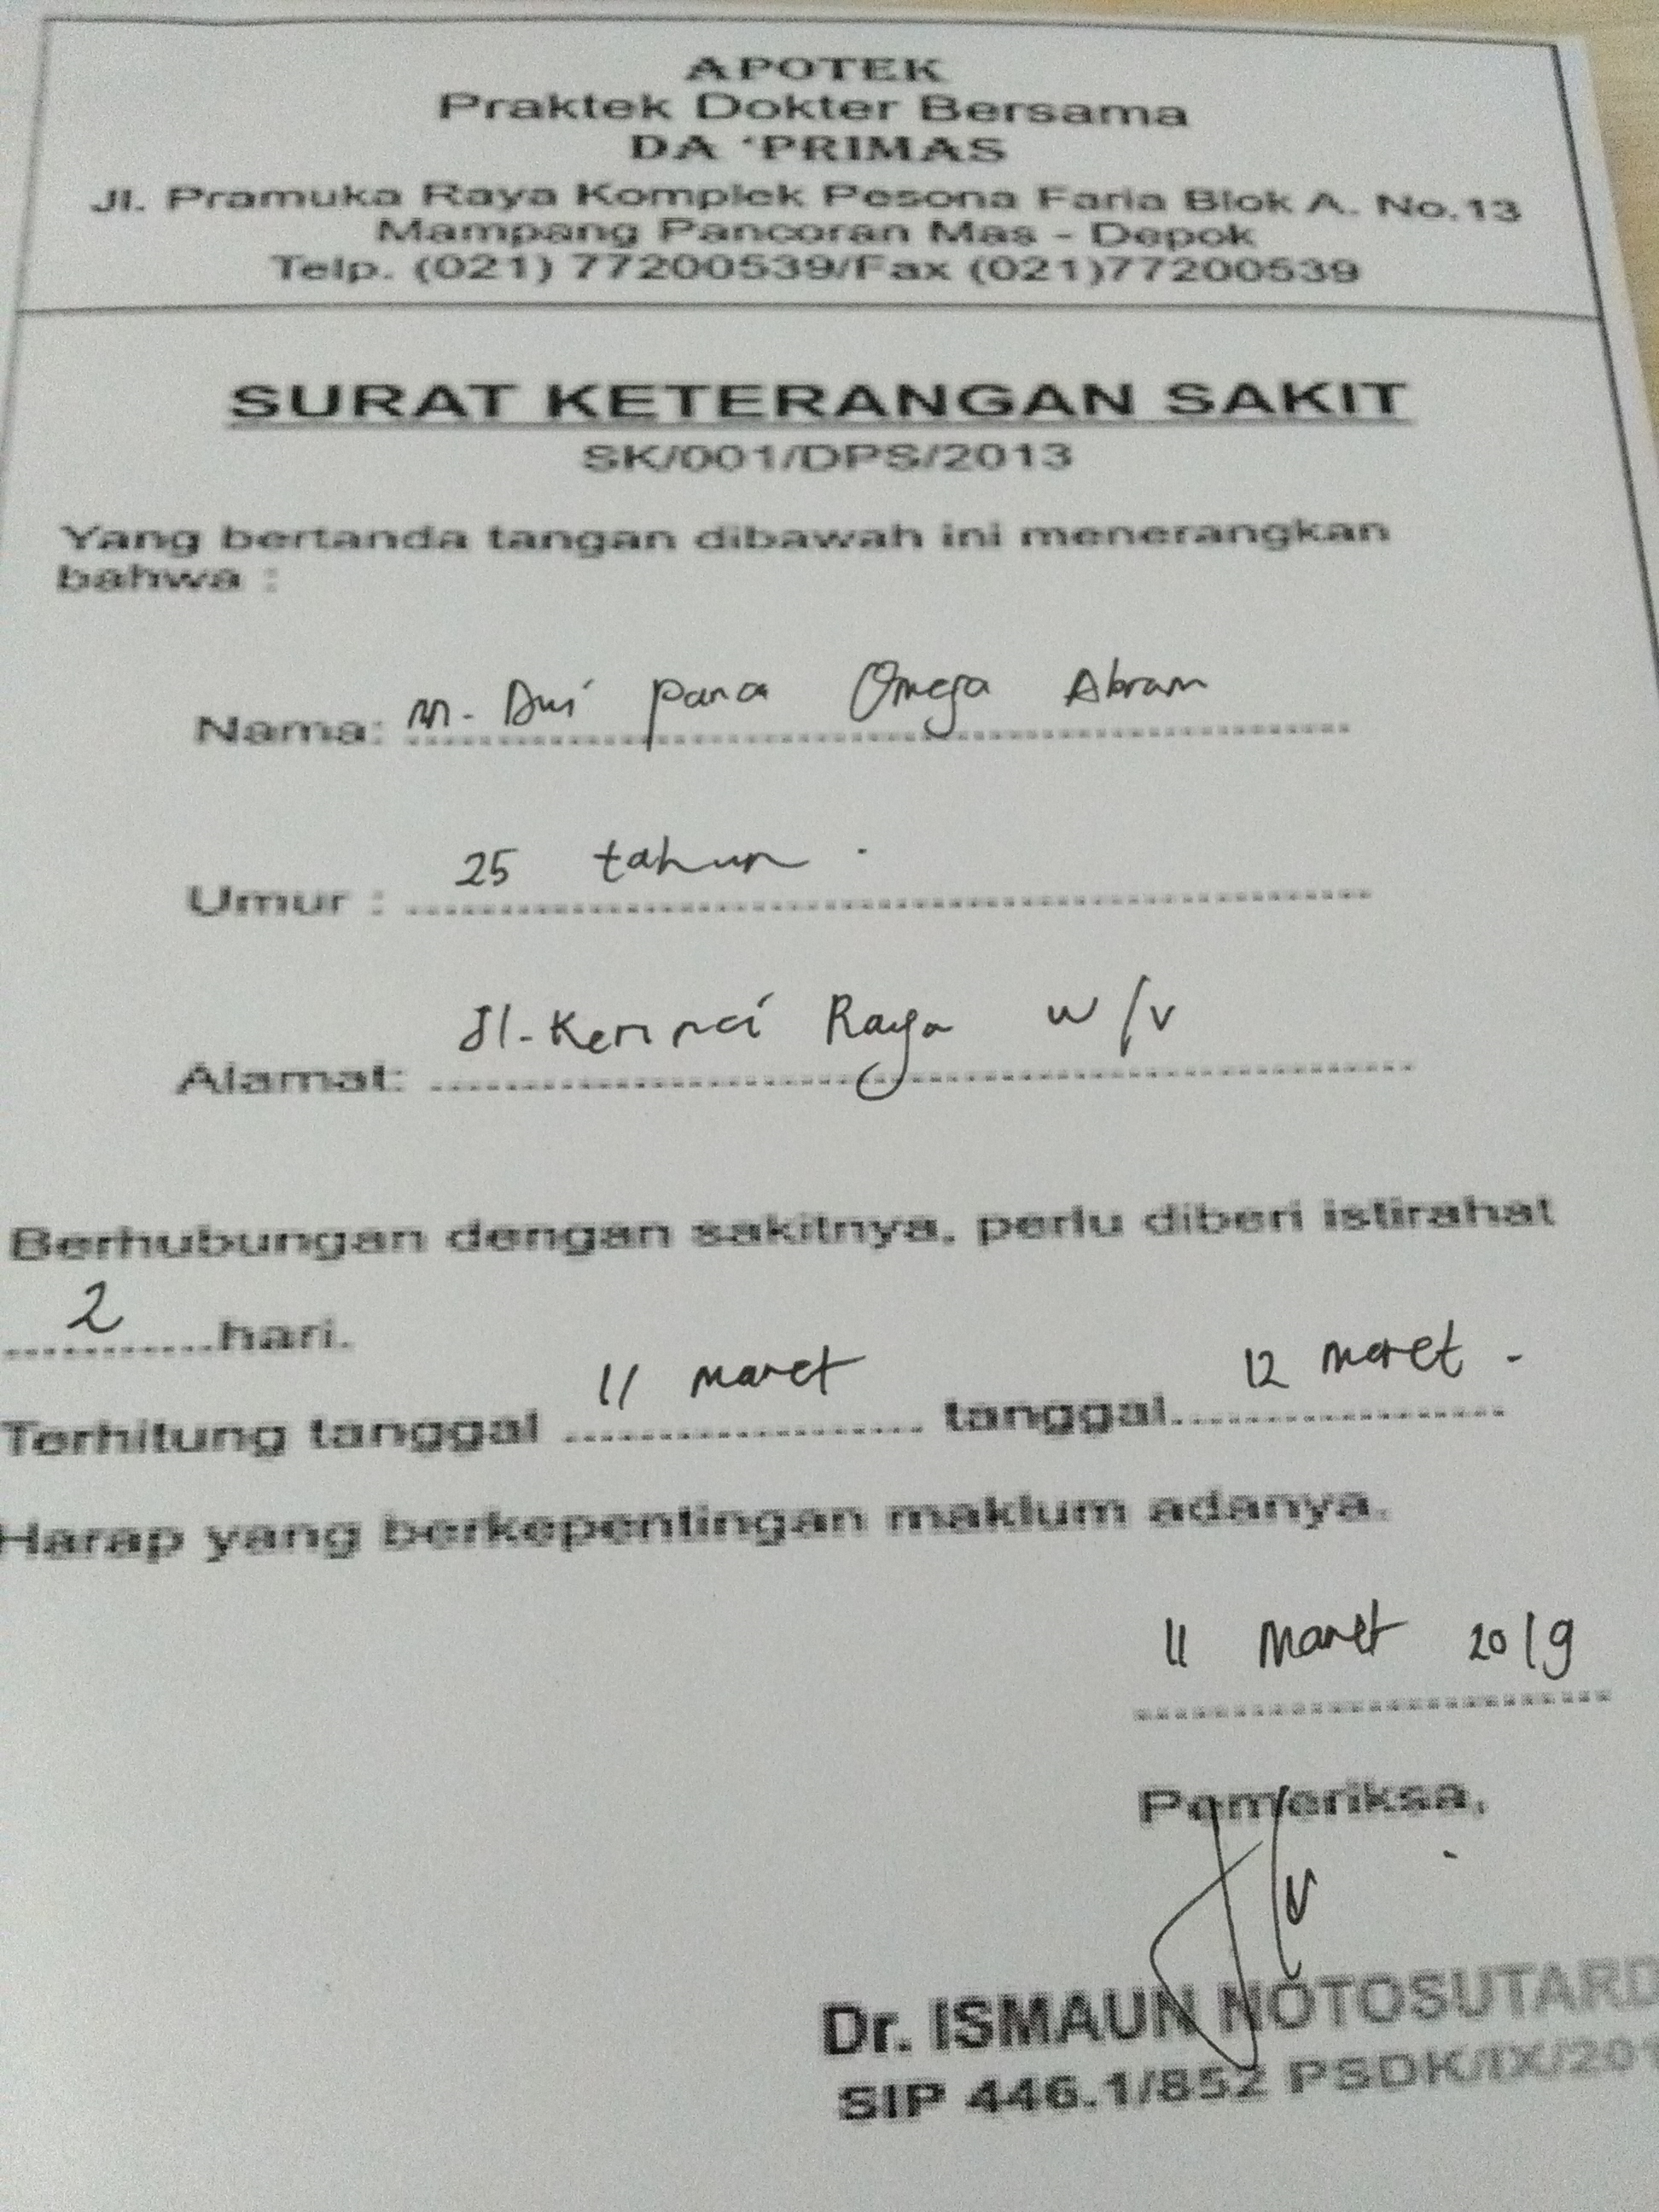 APOTEK
Praktek Dokter Bersama
DA 'PRIMAS
Jl. Pramuka Raya Komplek Pesona Faria Blok A. No.13
Mampang Pancoran Mas - Depok
Telp. (021) 77200539/Fax (021)77200539
SURAT KETERANGAN SAKIT
SK/001/DPS/2013
Yang bertanda tangan dibawah ini menerangkan
bahwa :
Nama: M. Dwi pana Omega Abram
Umur : 25 tahun .
Alamat: Jl. Kerinci Raya w/v
Berhubungan dengan sakitnya, perlu diberi istirahat
2 hari.
Terhitung tanggal 11 maret tanggal 12 maret -
Harap yang berkepentingan maklum adanya.
11 Maret 2019
Pemeriksa,
Dr. ISMAUN NOTOSUTARD
SIP 446.1/852 PSDK/IX/201